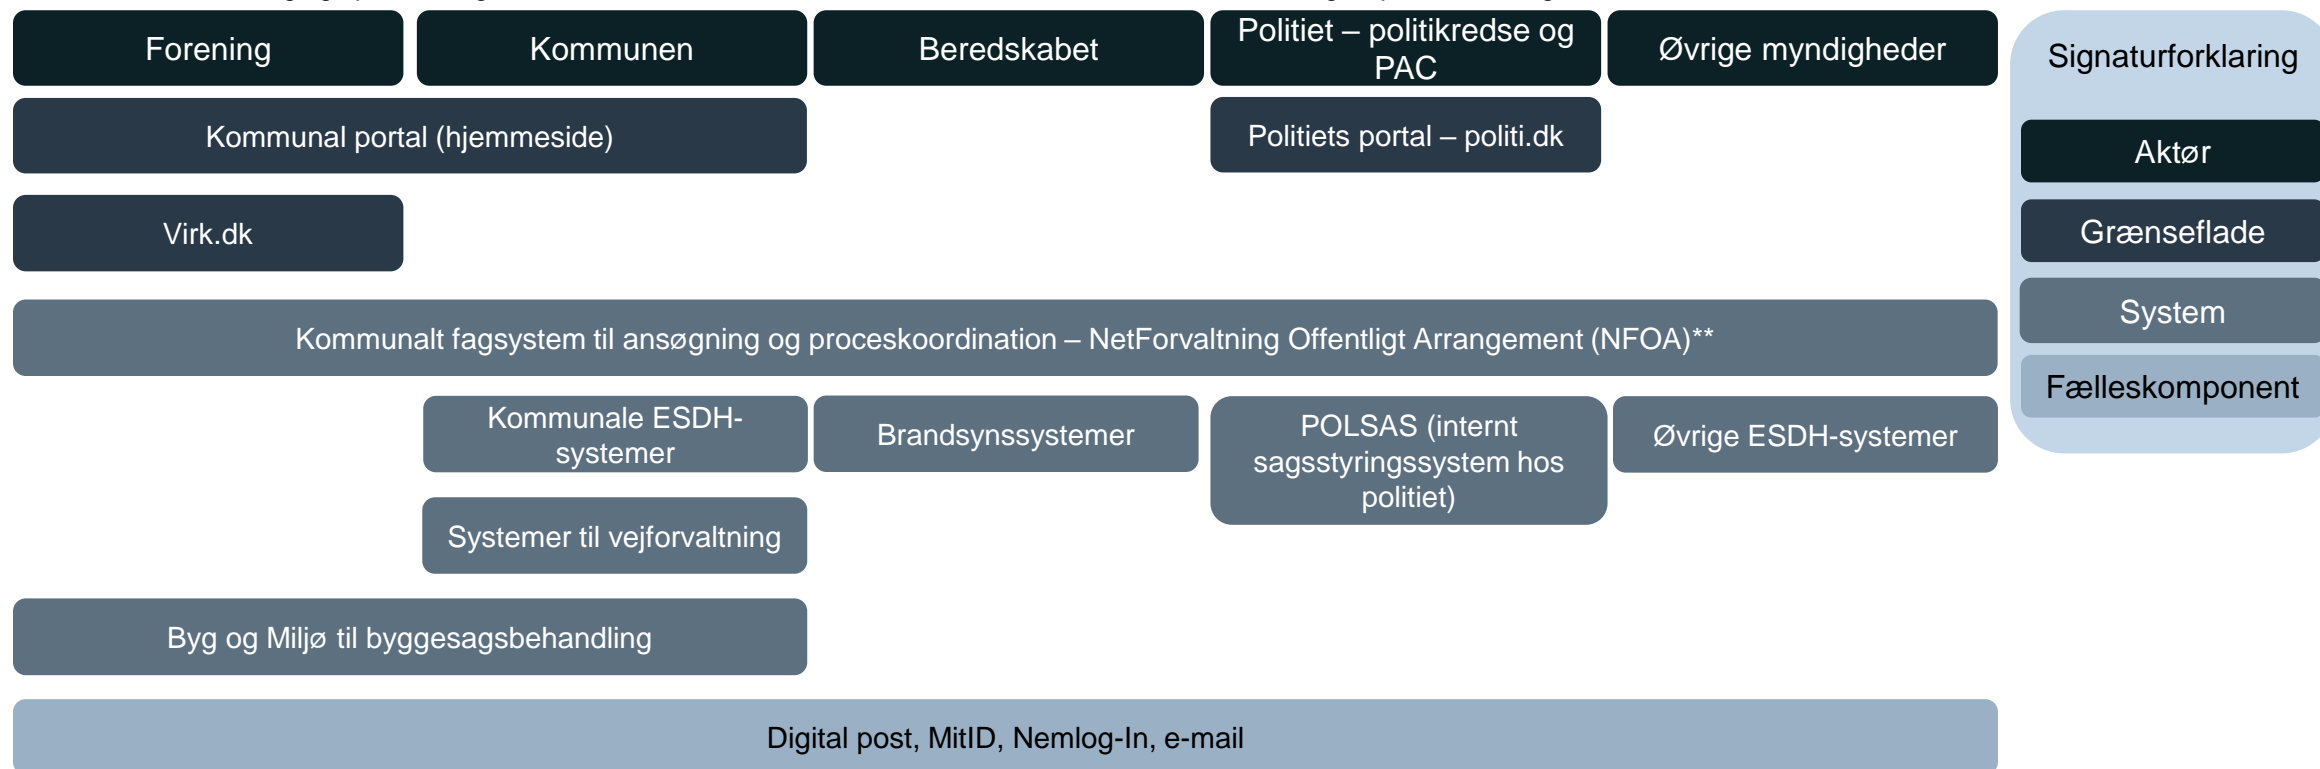 Forening
Kommunen
Beredskabet
Politiet – politikredse og
PAC
Øvrige myndigheder
Signaturforklaring
Kommunal portal (hjemmeside)
Politiets portal – politi.dk
Aktør
Virk.dk
Grænseflade
Kommunalt fagsystem til ansøgning og proceskoordination – NetForvaltning Offentligt Arrangement (NFOA)**
System
Fælleskomponent
Kommunale ESDH-
systemer
Brandsynssystemer
POLSAS (internt
sagsstyringssystem hos
politiet)
Øvrige ESDH-systemer
Systemer til vejforvaltning
Byg og Miljø til byggesagsbehandling
Digital post, MitID, Nemlog-In, e-mail